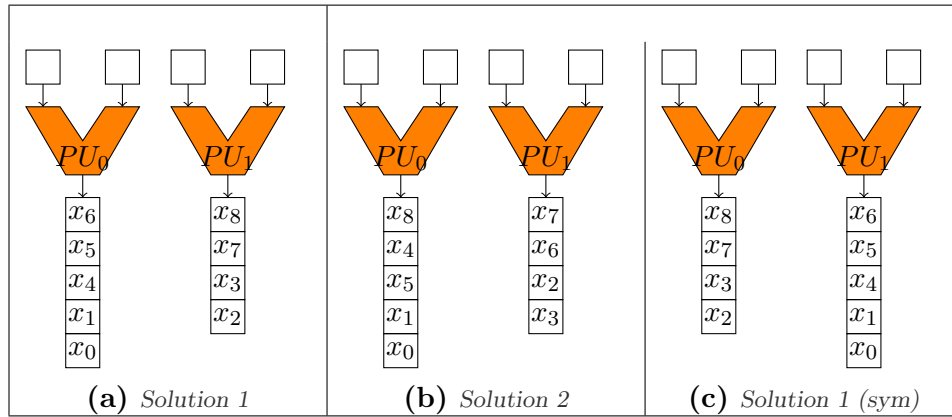 PU₀ PU₁ PU₀ PU₁ PU₀ PU₁
x₆ x₈ x₈ x₇ x₈ x₆
x₅ x₇ x₄ x₆ x₇ x₅
x₄ x₃ x₅ x₂ x₃ x₄
x₁ x₂ x₁ x₃ x₂ x₁
x₀ x₀ x₀
(a) Solution 1 (b) Solution 2 (c) Solution 1 (sym)